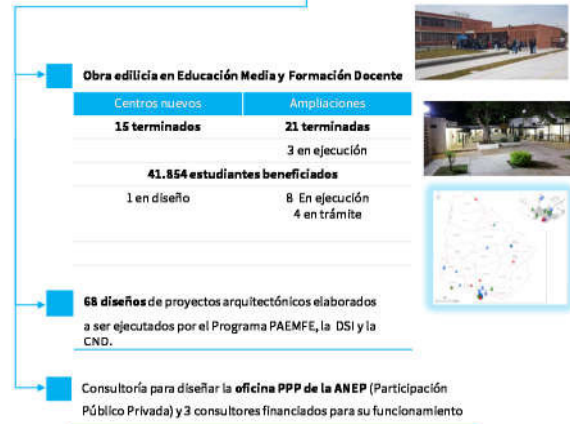 Obra edilicia en Educación Media y Formación Docente
Centros nuevos Ampliaciones
15 terminados 21 terminadas
3 en ejecución
41.854 estudiantes beneficiados
1 en diseño 8 En ejecución
4 en trámite
68 diseños de proyectos arquitectónicos elaborados
a ser ejecutados por el Programa PAEMFE, la DSI y la
CND.
Consultoría para diseñar la oficina PPP de la ANEP (Participación
Público Privada) y 3 consultores financiados para su funcionamiento